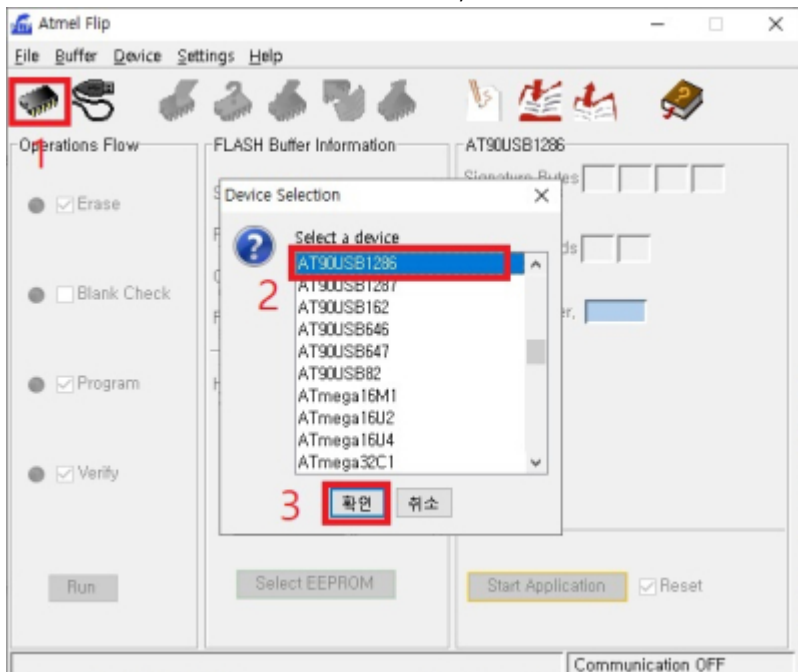 Atmel Flip
File Buffer Device Settings Help
1
Operations Flow
FLASH Buffer Information
AT90USB1286
Signature Bytes
Device Selection
Erase
Select a device
AT90USB1286
2
AT90USB1287
AT90USB162
Blank Check
AT90USB646
AT90USB647
AT90USB82
Program
ATmega16M1
ATmega16U2
ATmega16U4
Verify
ATmega32C1
3
확인
취소
Run
Select EEPROM
Start Application
Reset
Communication OFF